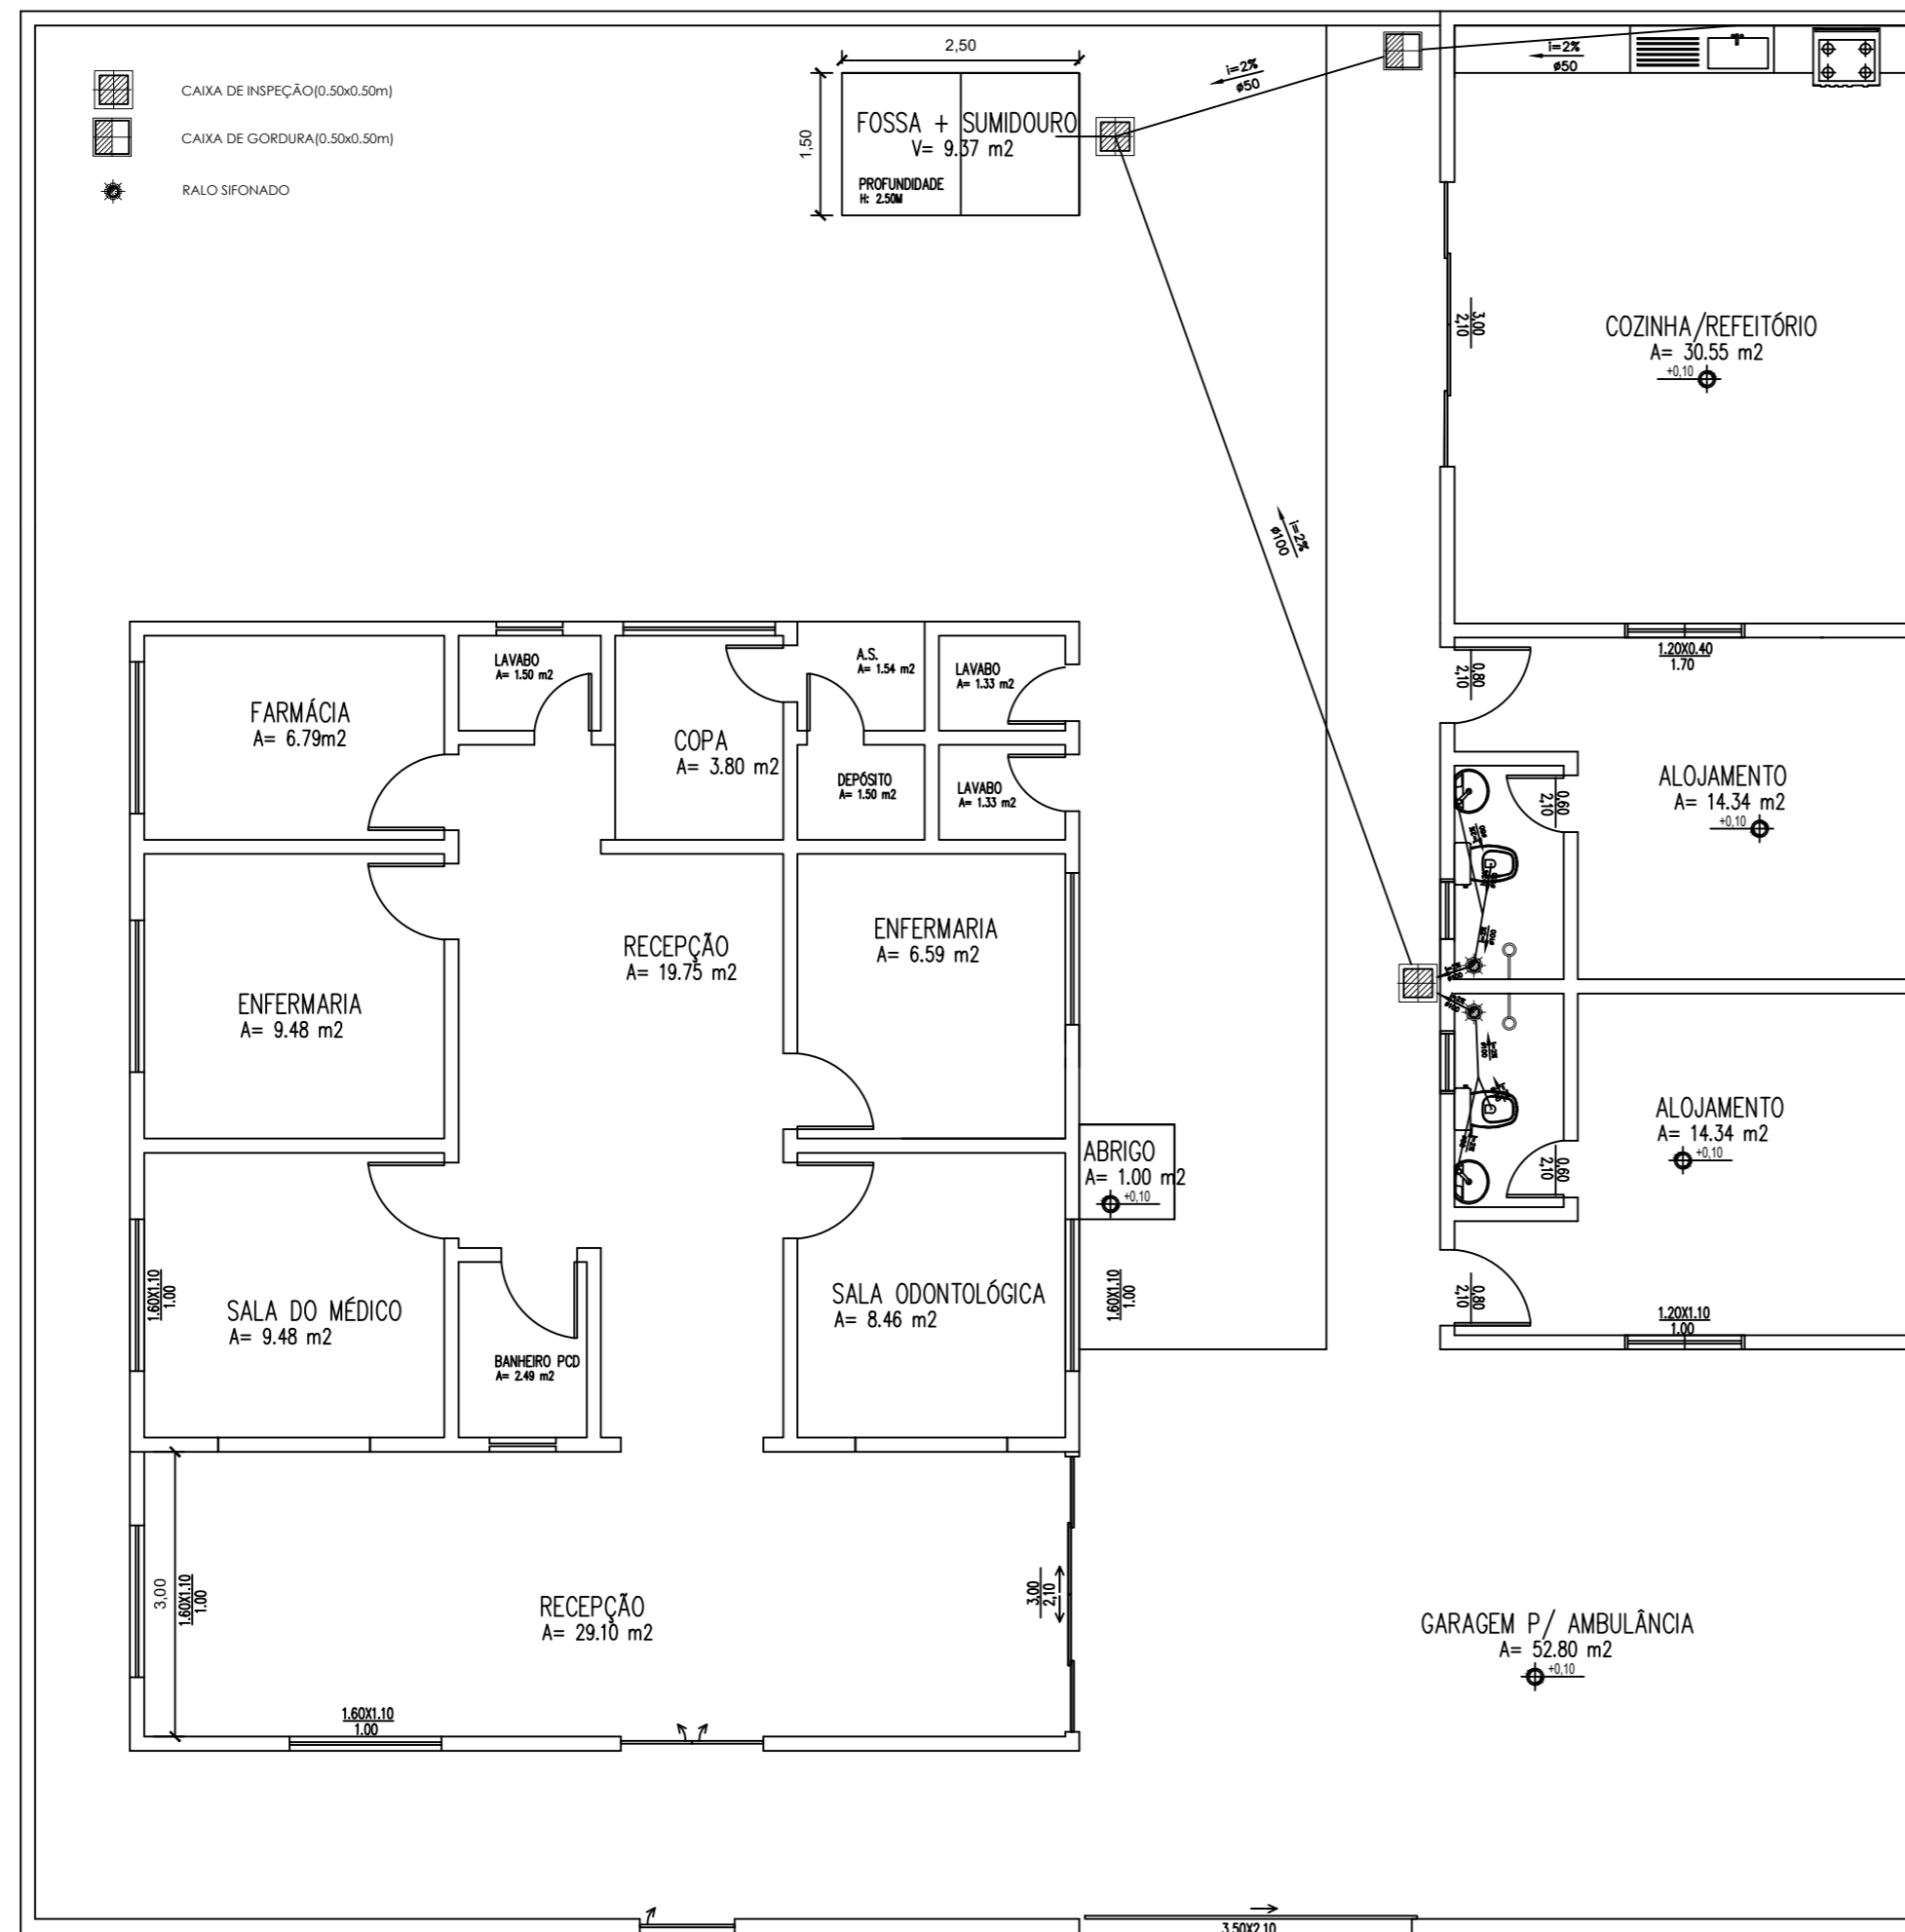 2,50
i=2%
ø50
i=2%
ø50
CAIXA DE INSPEÇÃO(0.50x0.50m)
CAIXA DE GORDURA(0.50x0.50m)
RALO SIFONADO
1,50
FOSSA + SUMIDOURO
V= 9.37 m2
PROFUNDIDADE
H: 2.50M
3,00
2,10
COZINHA/REFEITÓRIO
A= 30.55 m2
+0,10
i=2%
ø100
LAVABO
A= 1.50 m2
A.S.
A= 1.54 m2
LAVABO
A= 1.33 m2
0,80
2,10
1.20X0.40
1.70
FARMÁCIA
A= 6.79m2
COPA
A= 3.80 m2
DEPÓSITO
A= 1.50 m2
LAVABO
A= 1.33 m2
0,60
2,10
ALOJAMENTO
A= 14.34 m2
+0,10
ENFERMARIA
A= 9.48 m2
RECEPÇÃO
A= 19.75 m2
ENFERMARIA
A= 6.59 m2
ABRIGO
A= 1.00 m2
+0,10
0,60
2,10
ALOJAMENTO
A= 14.34 m2
+0,10
1.60X1.10
1.00
SALA DO MÉDICO
A= 9.48 m2
BANHEIRO PCD
A= 2.49 m2
SALA ODONTOLÓGICA
A= 8.46 m2
1.60X1.10
1.00
0,80
2,10
1.20X1.10
1.00
3,00
1.60X1.10
1.00
RECEPÇÃO
A= 29.10 m2
3,00
2,10
GARAGEM P/ AMBULÂNCIA
A= 52.80 m2
+0,10
1.60X1.10
1.00
3.50X2.10